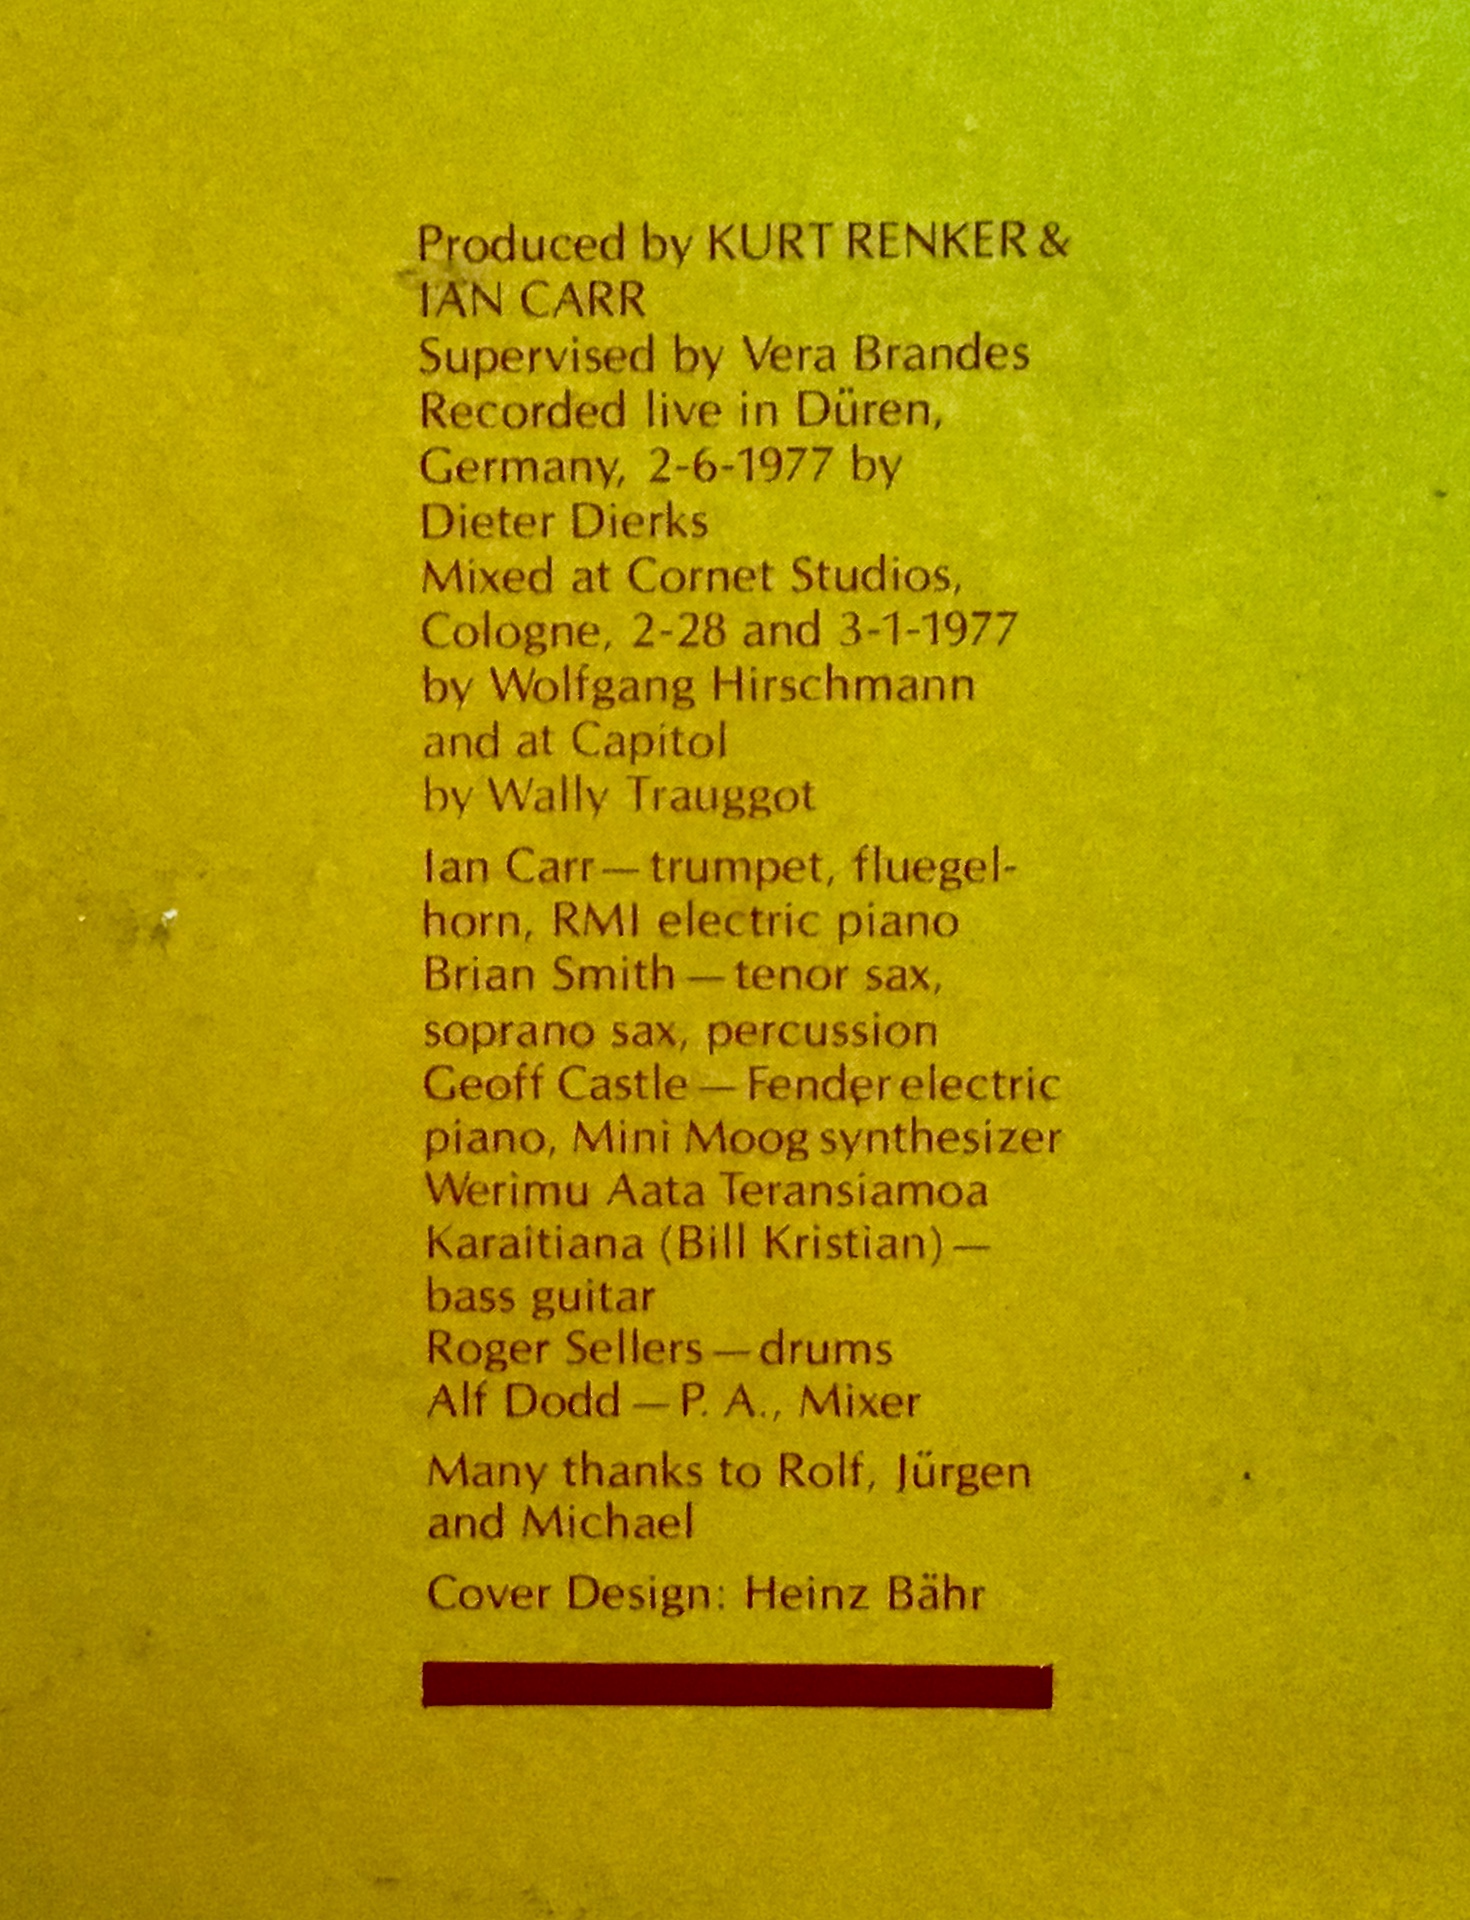 Produced by KURT RENKER &
IAN CARR
Supervised by Vera Brandes
Recorded live in Düren,
Germany, 2-6-1977 by
Dieter Dierks
Mixed at Cornet Studios,
Cologne, 2-28 and 3-1-1977
by Wolfgang Hirschmann
and at Capitol
by Wally Trauggot
Ian Carr—trumpet, fluegel-
horn, RMI electric piano
Brian Smith—tenor sax,
soprano sax, percussion
Geoff Castle—Fender electric
piano, Mini Moog synthesizer
Werimu Aata Teransiamoa
Karaitiana (Bill Kristian)—
bass guitar
Roger Sellers—drums
Alf Dodd—P. A., Mixer
Many thanks to Rolf, Jürgen
and Michael
Cover Design: Heinz Bähr